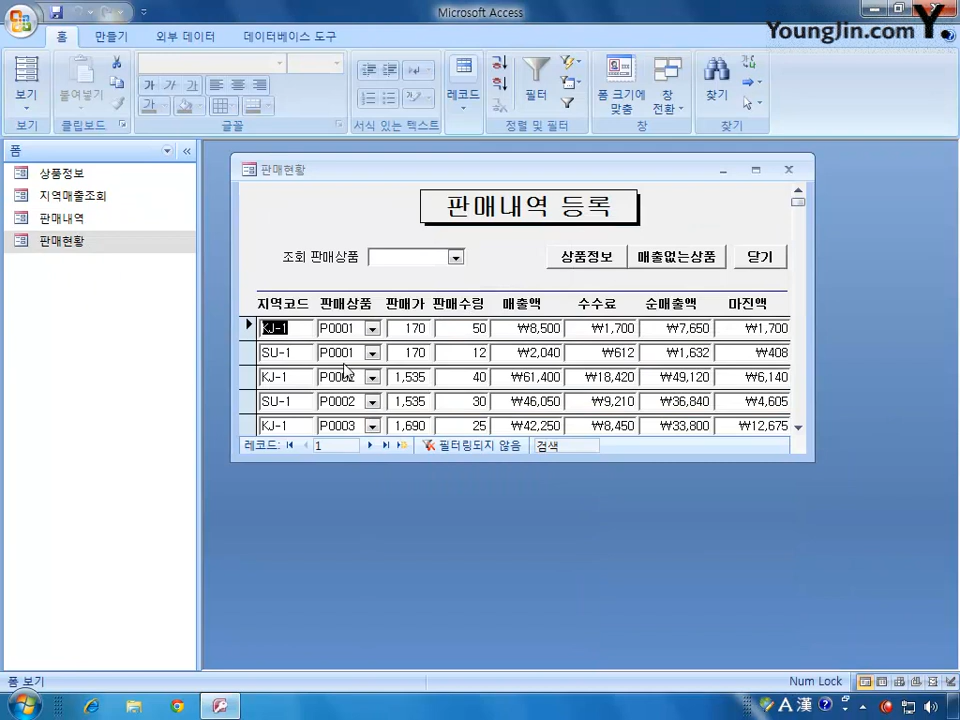 Microsoft Access
YoungJin.com Y.
홈 만들기 외부 데이터 데이터베이스 도구
보기 붙여넣기 가 가 가 가 레코드 필터 폼 크기에 맞춤 창 전환 찾기
보기 클립보드 글꼴 서식 있는 텍스트 정렬 및 필터 창 찾기
폼
상품정보
지역매출조회
판매내역
판매현황
판매현황
판매내역 등록
조회 판매상품 상품정보 매출없는상품 닫기
지역코드 판매상품 판매가 판매수량 매출액 수수료 순매출액 마진액
KJ-1 P0001 170 50 ₩8,500 ₩1,700 ₩7,650 ₩1,700
SU-1 P0001 170 12 ₩2,040 ₩612 ₩1,632 ₩408
KJ-1 P0002 1,535 40 ₩61,400 ₩18,420 ₩49,120 ₩6,140
SU-1 P0002 1,535 30 ₩46,050 ₩9,210 ₩36,840 ₩4,605
KJ-1 P0003 1,690 25 ₩42,250 ₩8,450 ₩33,800 ₩12,675
레코드: 1 필터링되지 않음 검색
폼 보기 Num Lock
A 漢